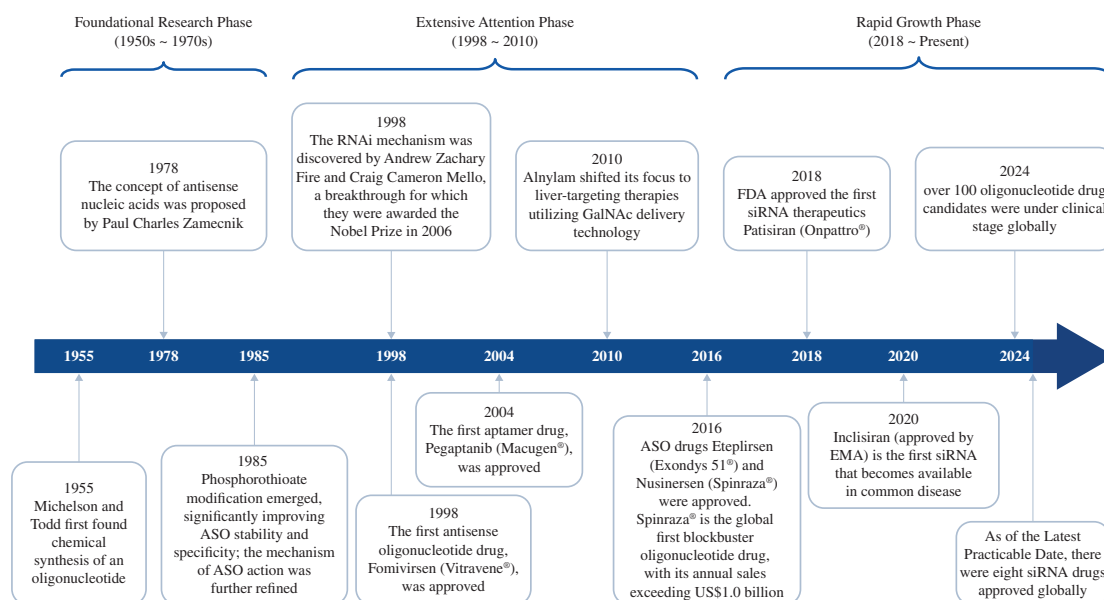 Foundational Research Phase
(1950s ~ 1970s)
Extensive Attention Phase
(1998 ~ 2010)
Rapid Growth Phase
(2018 ~ Present)
1978
The concept of antisense
nucleic acids was proposed
by Paul Charles Zamecnik
1998
The RNAi mechanism was
discovered by Andrew Zachary
Fire and Craig Cameron Mello,
a breakthrough for which
they were awarded the
Nobel Prize in 2006
2010
Alnylam shifted its focus to
liver-targeting therapies
utilizing GalNAc delivery
technology
2018
FDA approved the first
siRNA therapeutics
Patisiran (Onpattro®)
2024
over 100 oligonucleotide drug
candidates were under clinical
stage globally
1955 1978 1985 1998 2004 2010 2016 2018 2020 2024
1955
Michelson and
Todd first found
chemical
synthesis of an
oligonucleotide
1985
Phosphorothioate
modification emerged,
significantly improving
ASO stability and
specificity; the mechanism
of ASO action was
further refined
1998
The first antisense
oligonucleotide drug,
Fomivirsen (Vitravene®),
was approved
2004
The first aptamer drug,
Pegaptanib (Macugen®),
was approved
2016
ASO drugs Eteplirsen
(Exondys 51®) and
Nusinersen (Spinraza®)
were approved.
Spinraza® is the global
first blockbuster
oligonucleotide drug,
with its annual sales
exceeding US$1.0 billion
2020
Inclisiran (approved by
EMA) is the first siRNA
that becomes available
in common disease
As of the Latest
Practicable Date, there
were eight siRNA drugs
approved globally